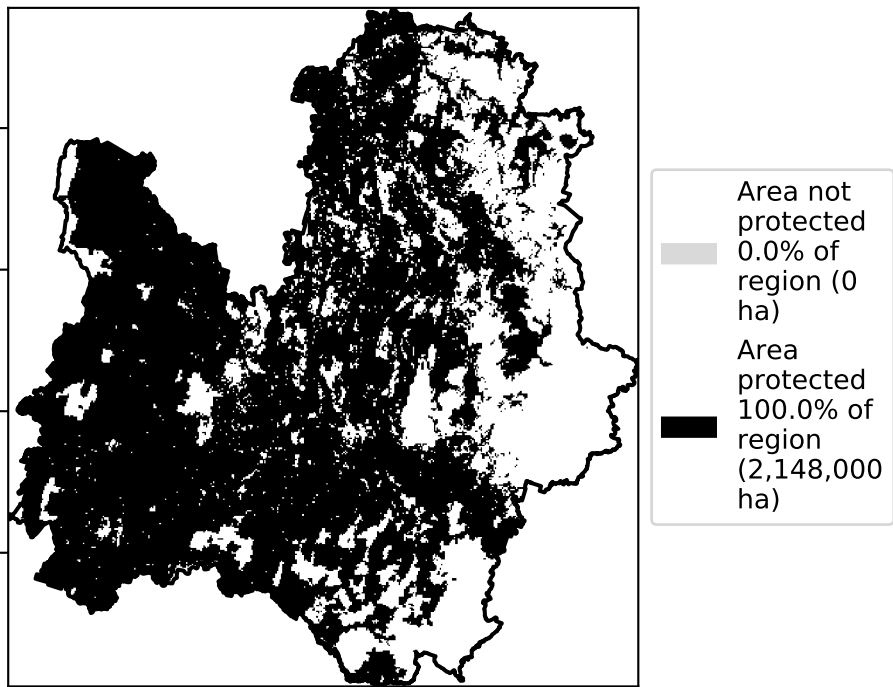 Area not
protected
0.0% of
region (0
ha)
Area
protected
100.0% of
region
(2,148,000
ha)